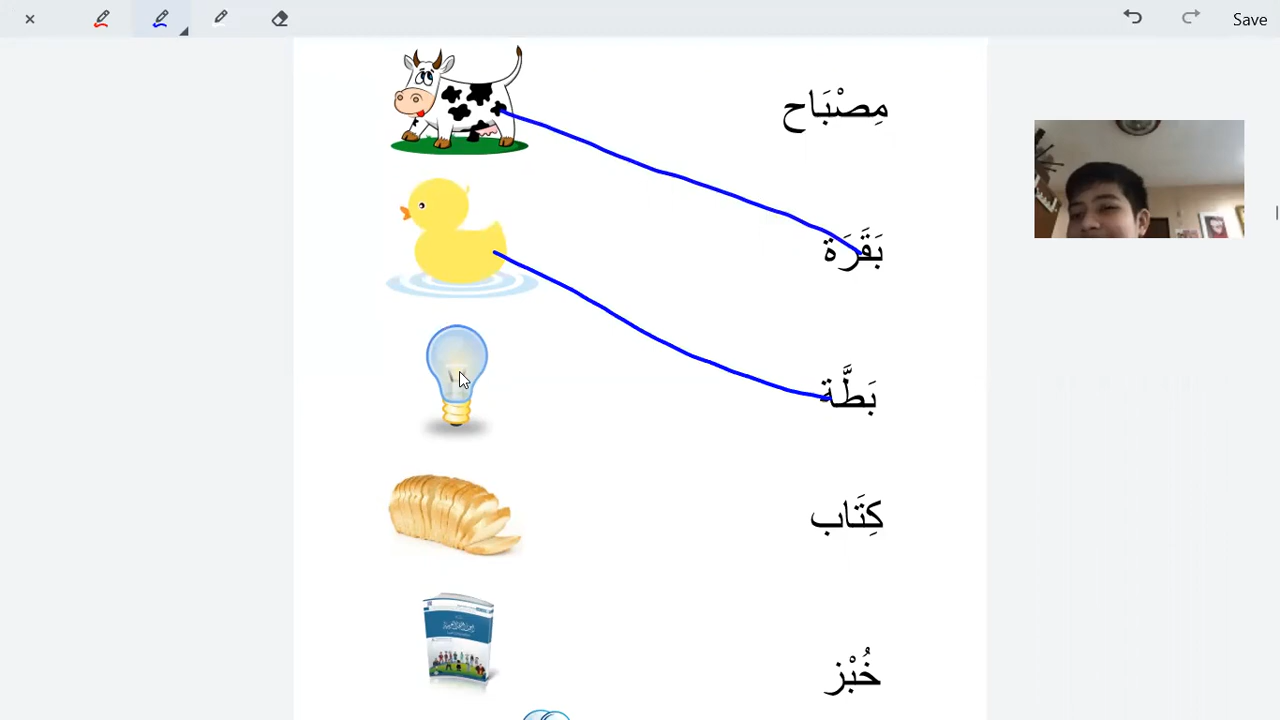 Save
مِصْبَاح
بَقَرَة
بَطَّة
كِتَاب
خُبْز